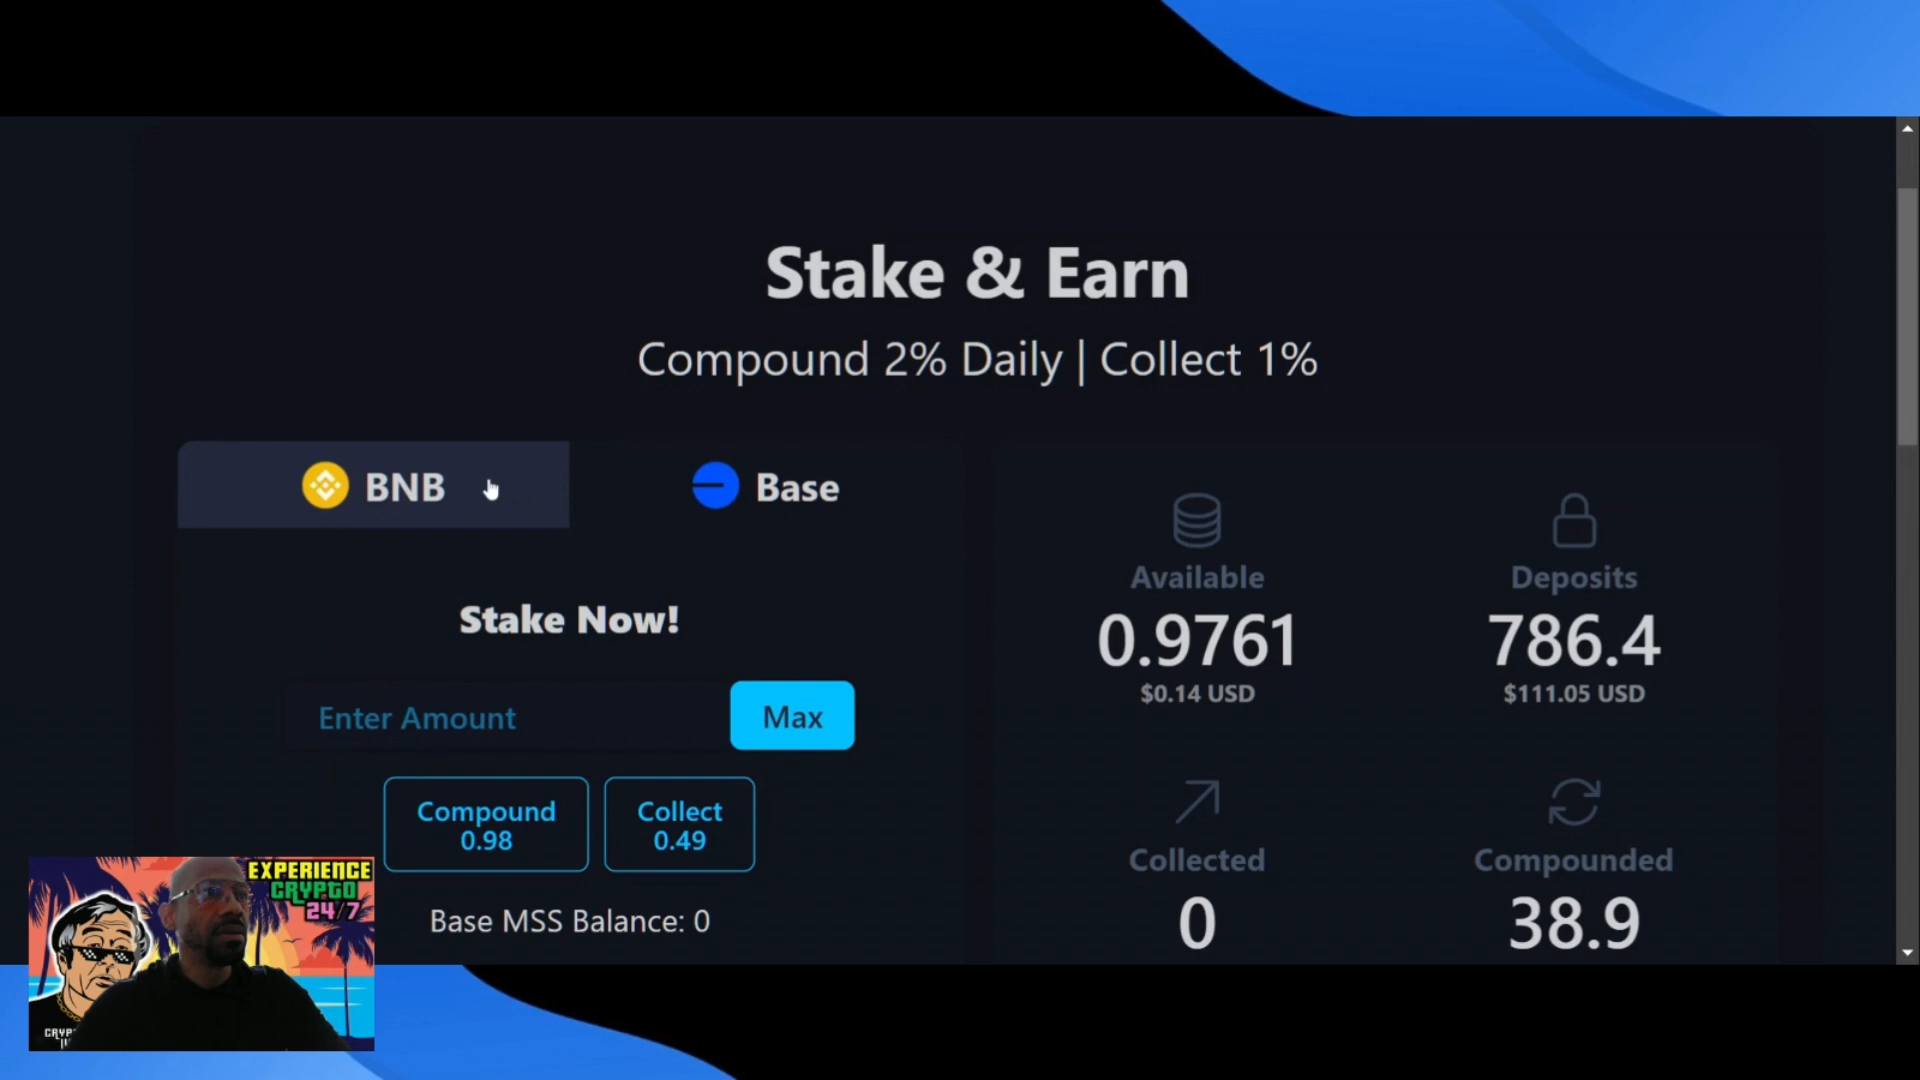 Stake & Earn
Compound 2% Daily | Collect 1%
BNB
Base
Stake Now!
Enter Amount
Max
Compound
0.98
Collect
0.49
Base MSS Balance: 0
Available
0.9761
$0.14 USD
Deposits
786.4
$111.05 USD
Collected
0
Compounded
38.9
EXPERIENCE
CRYPTO
24/7